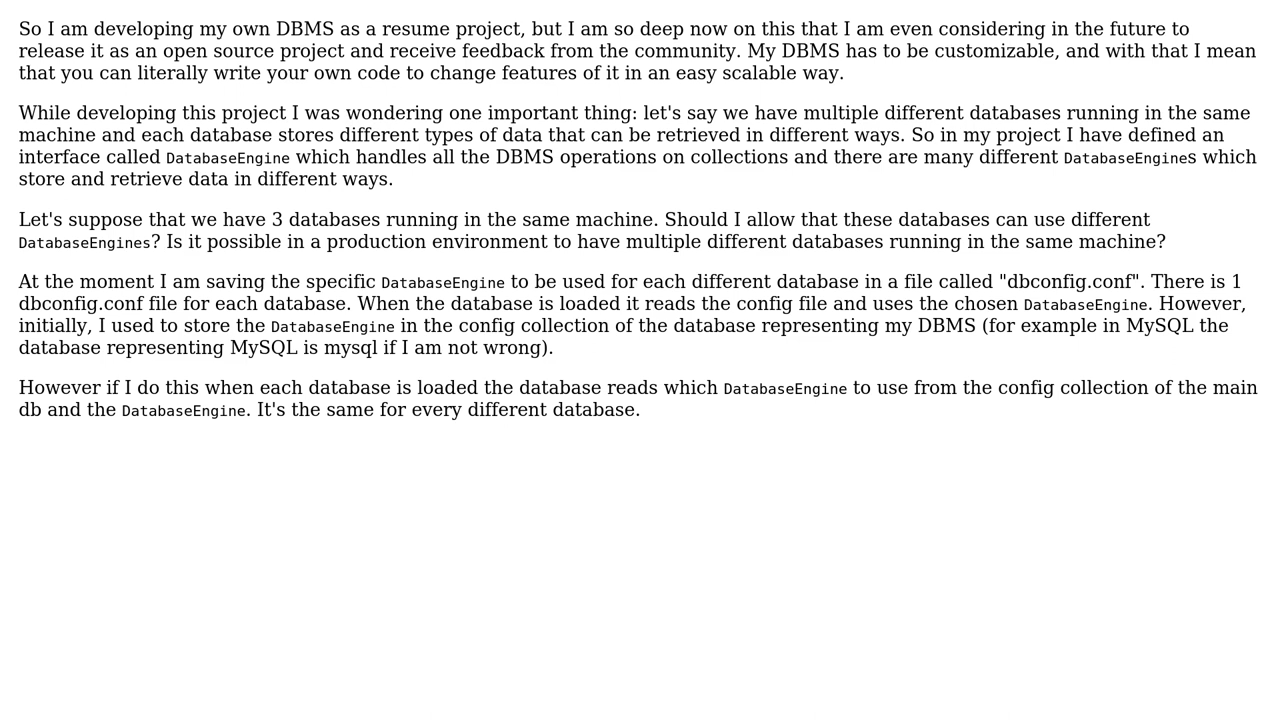 So I am developing my own DBMS as a resume project, but I am so deep now on this that I am even considering in the future to
release it as an open source project and receive feedback from the community. My DBMS has to be customizable, and with that I mean
that you can literally write your own code to change features of it in an easy scalable way.
While developing this project I was wondering one important thing: let's say we have multiple different databases running in the same
machine and each database stores different types of data that can be retrieved in different ways. So in my project I have defined an
interface called DatabaseEngine which handles all the DBMS operations on collections and there are many different DatabaseEngines which
store and retrieve data in different ways.
Let's suppose that we have 3 databases running in the same machine. Should I allow that these databases can use different
DatabaseEngines? Is it possible in a production environment to have multiple different databases running in the same machine?
At the moment I am saving the specific DatabaseEngine to be used for each different database in a file called "dbconfig.conf". There is 1
dbconfig.conf file for each database. When the database is loaded it reads the config file and uses the chosen DatabaseEngine. However,
initially, I used to store the DatabaseEngine in the config collection of the database representing my DBMS (for example in MySQL the
database representing MySQL is mysql if I am not wrong).
However if I do this when each database is loaded the database reads which DatabaseEngine to use from the config collection of the main
db and the DatabaseEngine. It's the same for every different database.